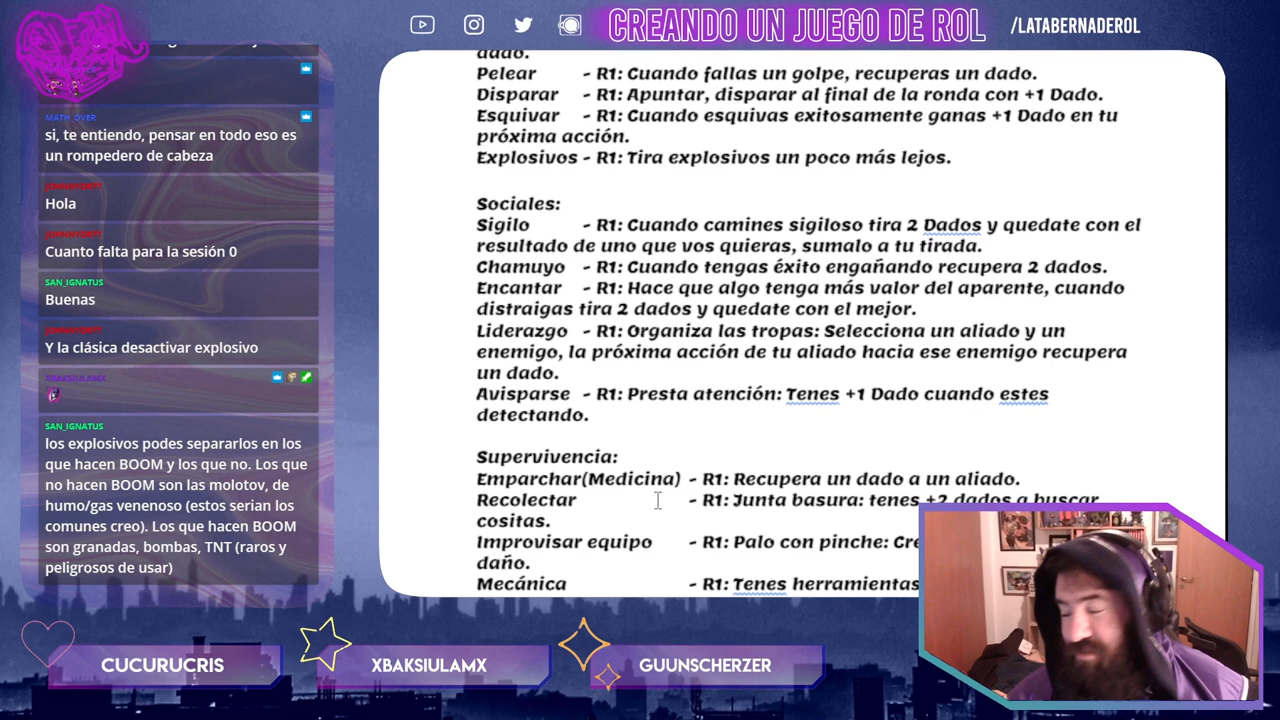 CREANDO UN JUEGO DE ROL
/LATABERNADEROL
MATH_OVER
si, te entiendo, pensar en todo eso es
un rompedero de cabeza
Hola
Cuanto falta para la sesión 0
SAN_IGNATUS
Buenas
Y la clásica desactivar explosivo
XBAKSIULAMX
SAN_IGNATUS
los explosivos podes separarlos en los
que hacen BOOM y los que no. Los que
no hacen BOOM son las molotov, de
humo/gas venenoso (estos serian los
comunes creo). Los que hacen BOOM
son granadas, bombas, TNT (raros y
peligrosos de usar)
dado.
Pelear - R1: Cuando fallas un golpe, recuperas un dado.
Disparar - R1: Apuntar, disparar al final de la ronda con +1 Dado.
Esquivar - R1: Cuando esquivas exitosamente ganas +1 Dado en tu
próxima acción.
Explosivos - R1: Tira explosivos un poco más lejos.
Sociales:
Sigilo - R1: Cuando camines sigiloso tira 2 Dados y quedate con el
resultado de uno que vos quieras, sumalo a tu tirada.
Chamuyo - R1: Cuando tengas éxito engañando recupera 2 dados.
Encantar - R1: Hace que algo tenga más valor del aparente, cuando
distraigas tira 2 dados y quedate con el mejor.
Liderazgo - R1: Organiza las tropas: Selecciona un aliado y un
enemigo, la próxima acción de tu aliado hacia ese enemigo recupera
un dado.
Avisparse - R1: Presta atención: Tenes +1 Dado cuando estes
detectando.
Supervivencia:
Emparchar(Medicina) - R1: Recupera un dado a un aliado.
Recolectar - R1: Junta basura: tenes +2 dados a buscar
cositas.
Improvisar equipo - R1: Palo con pinche: Cre
daño.
Mecánica - R1: Tenes herramientas
CUCURUCRIS
XBAKSIULAMX
GUUNSCHERZER